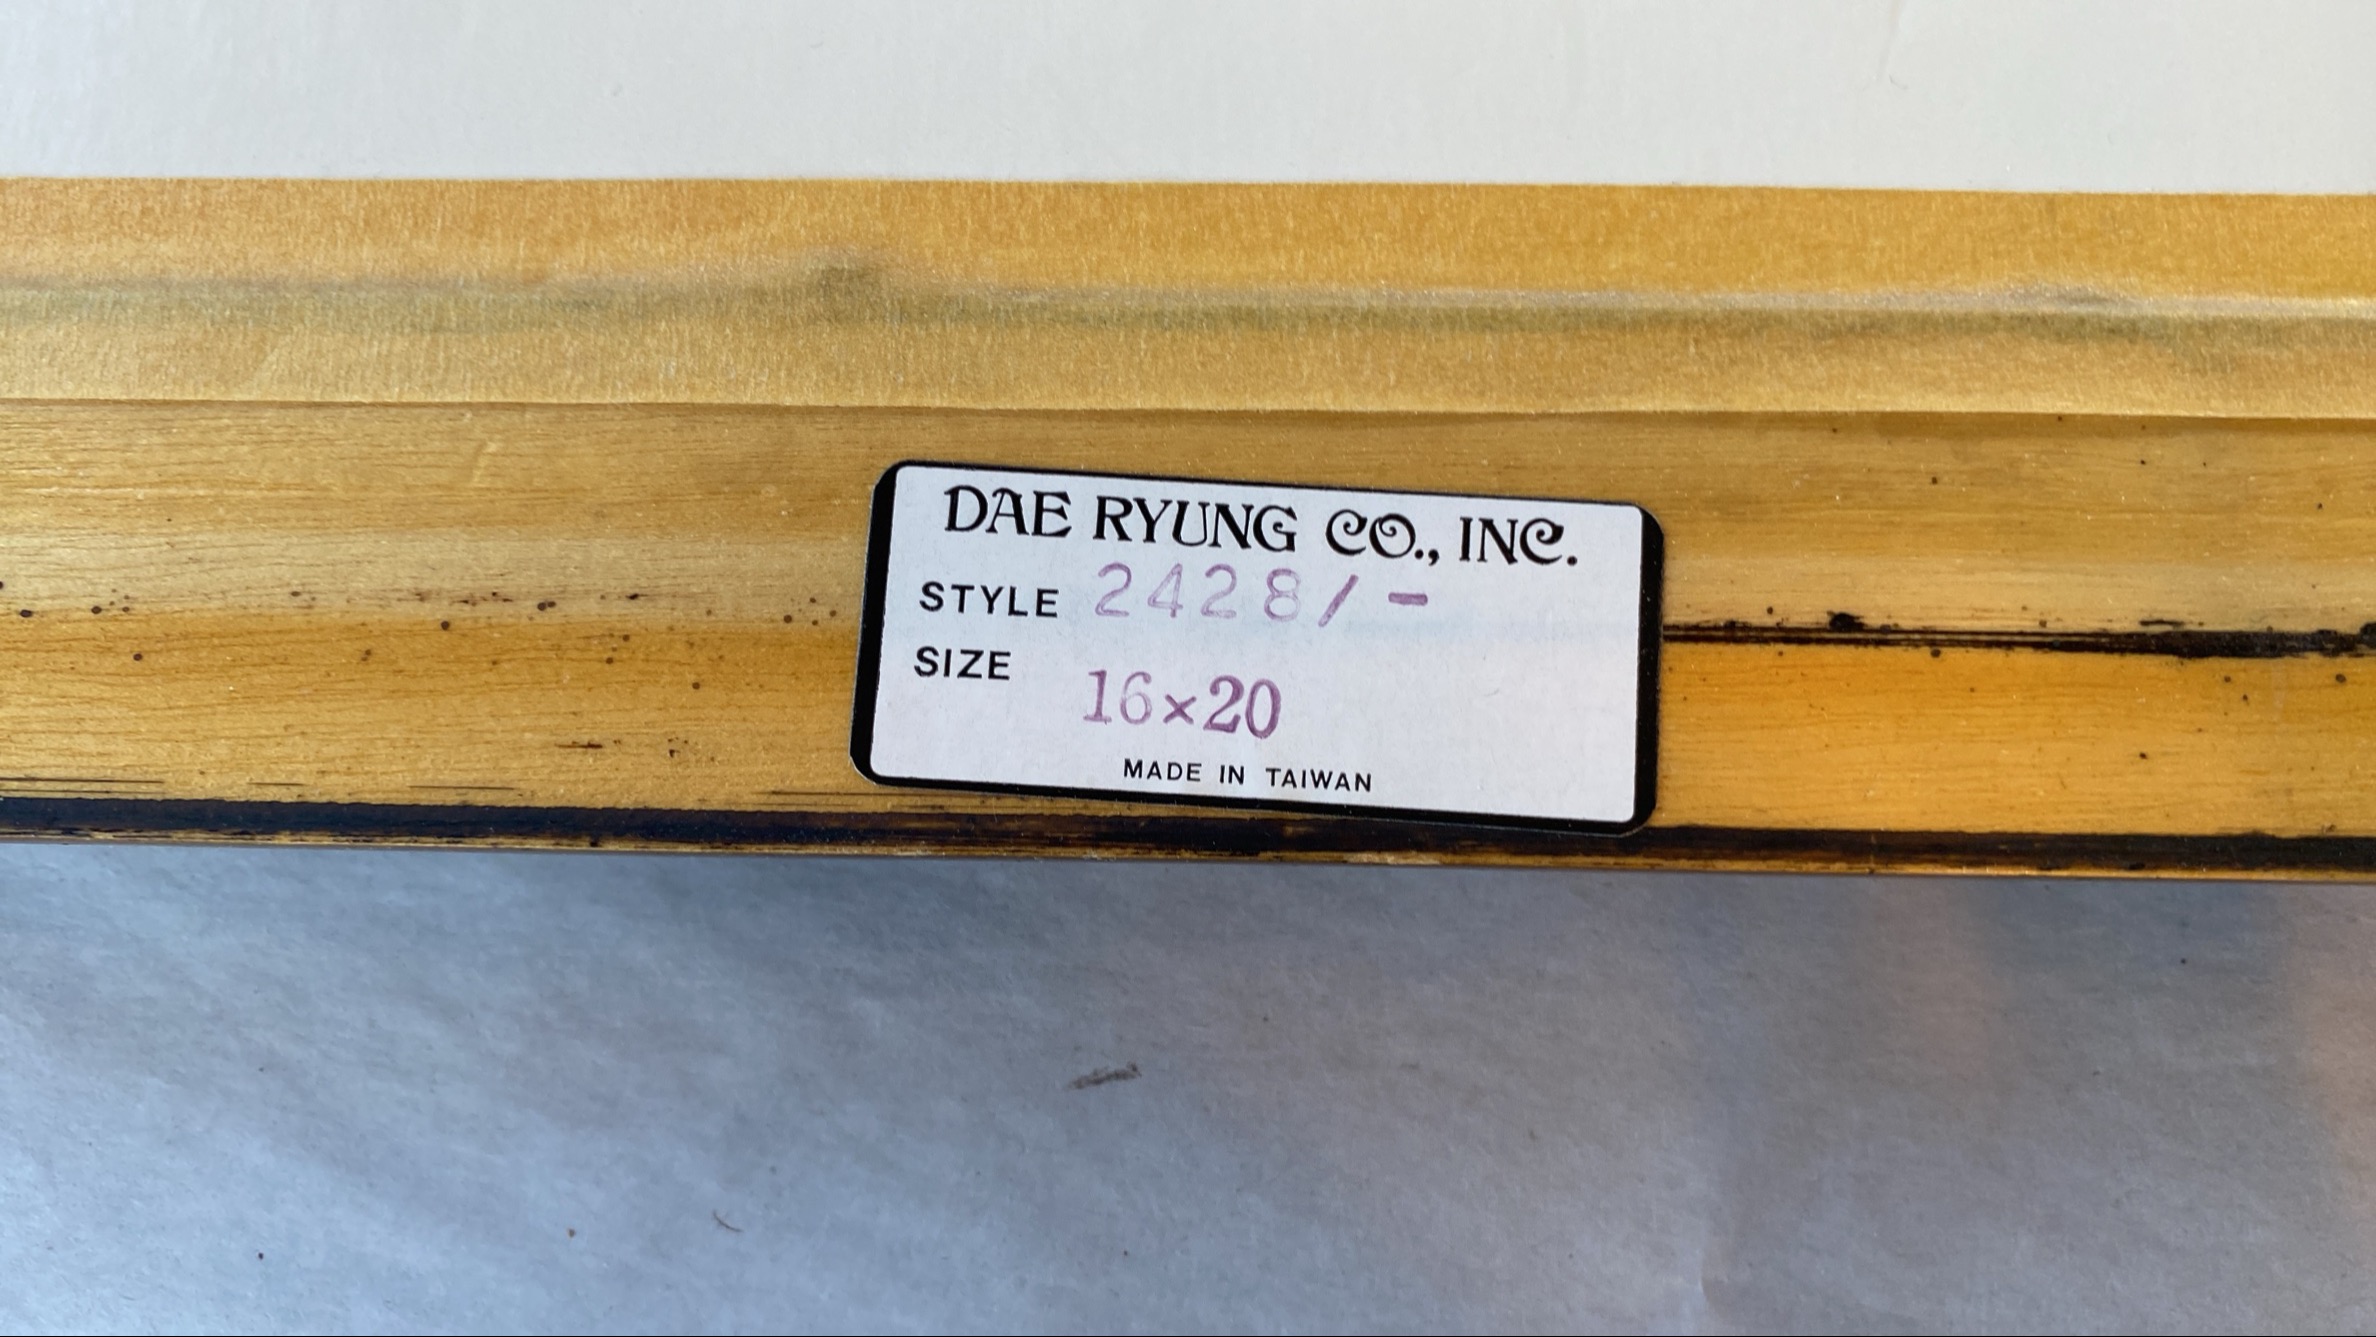 DAE RYUNG CO., INC.
STYLE 2428/-
SIZE 16×20
MADE IN TAIWAN